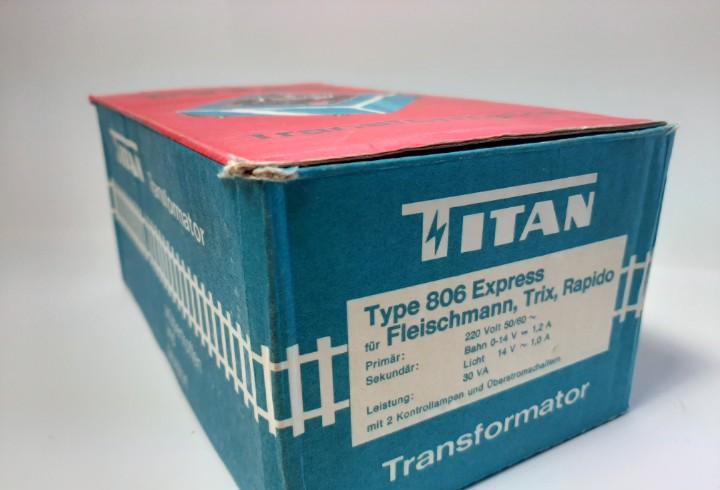 TITAN
Transformator
TITAN
Type 806 Express
für Fleischmann, Trix, Rapido
Primär: 220 Volt 50/60 ~
Sekundär: Bahn 0-14 V = 1,2 A
Licht 14 V ~ 1,0 A
Leistung: 30 VA
mit 2 Kontrollampen und Überstromschaltern
Transformator